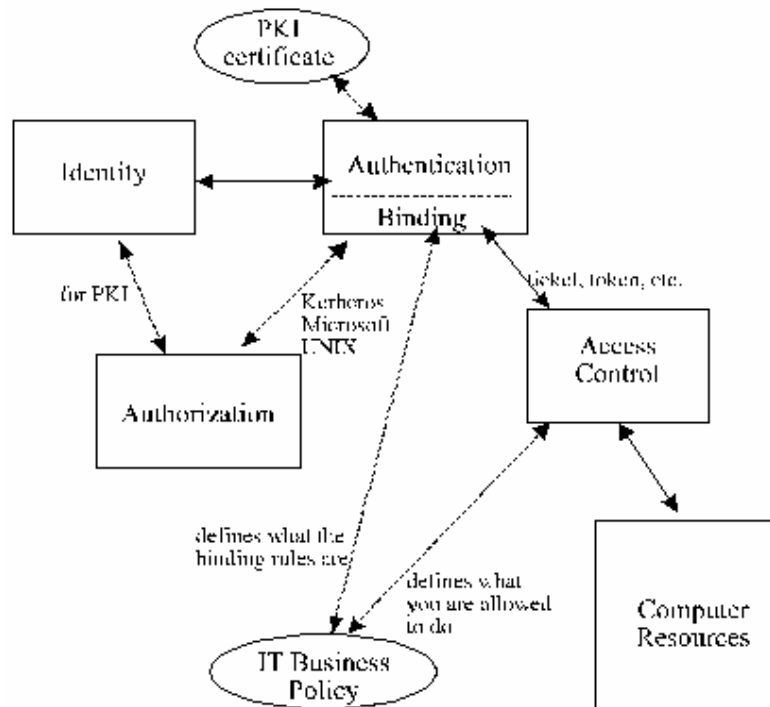 PKI
certificate
Identity
Authentication
Binding
for PKI
Kerberos
Microsoft
UNIX
ticket, token, etc.
Access
Control
Authorization
defines what the
binding rules are
defines what
you are allowed
to do
Computer
Resources
IT Business
Policy